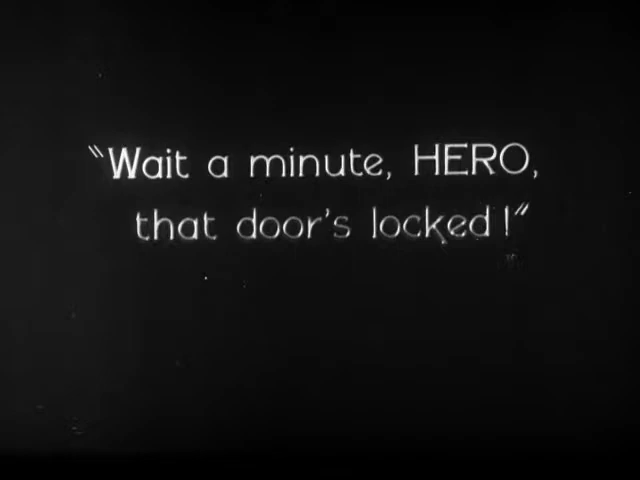 "Wait a minute, HERO,
that door's locked!"